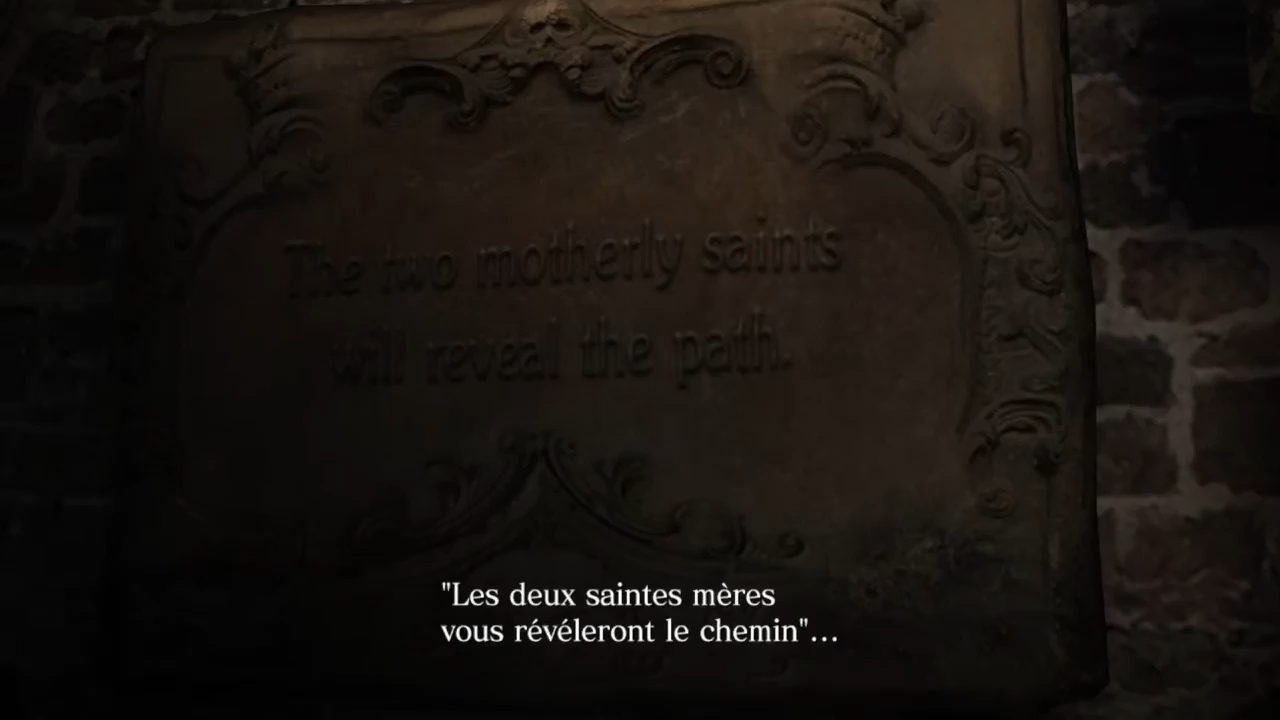 The two motherly saints
will reveal the path.
"Les deux saintes mères
vous révéleront le chemin"...